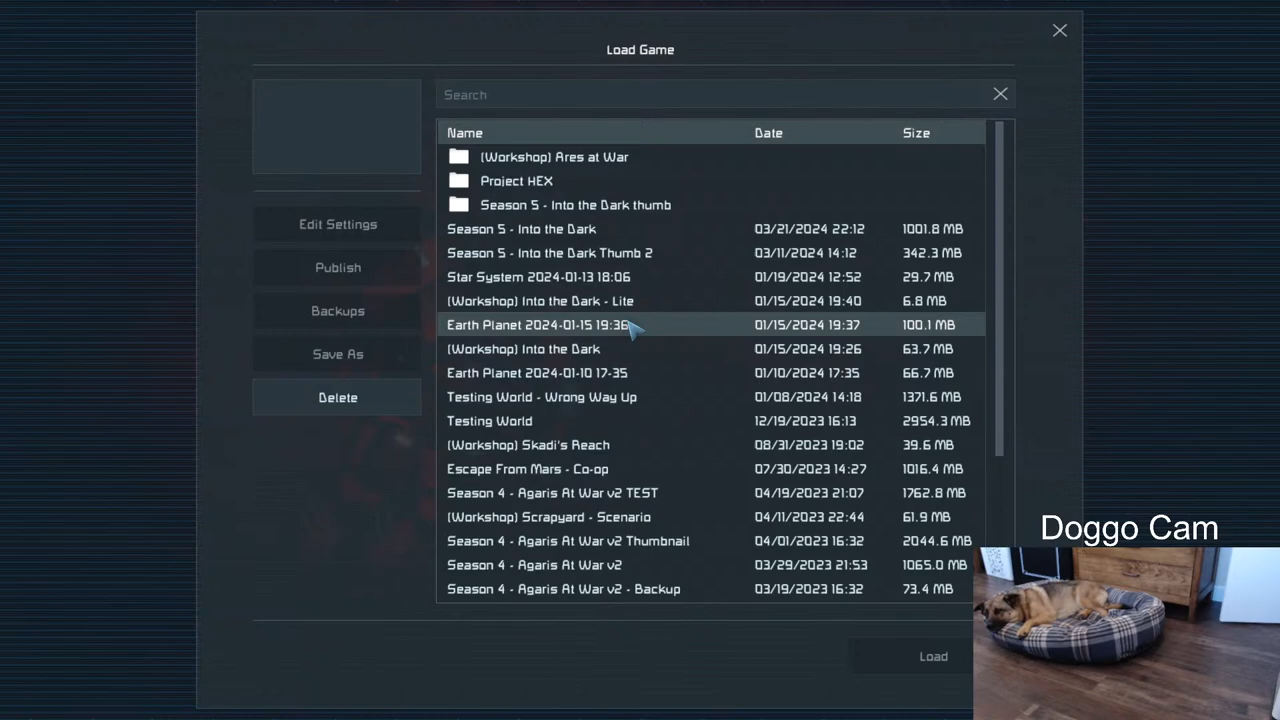 Load Game
Search
Name Date Size
(Workshop) Ares at War
Project HEX
Season 5 - Into the Dark thumb
Season 5 - Into the Dark 03/21/2024 22:12 1001.8 MB
Season 5 - Into the Dark Thumb 2 03/11/2024 14:12 342.3 MB
Star System 2024-01-13 18:06 01/19/2024 12:52 29.7 MB
(Workshop) Into the Dark - Lite 01/15/2024 19:40 6.8 MB
Earth Planet 2024-01-15 19:36 01/15/2024 19:37 100.1 MB
(Workshop) Into the Dark 01/15/2024 19:26 63.7 MB
Earth Planet 2024-01-10 17-35 01/10/2024 17:35 66.7 MB
Testing World - Wrong Way Up 01/08/2024 14:18 1371.6 MB
Testing World 12/19/2023 16:13 2954.3 MB
(Workshop) Skadi's Reach 08/31/2023 19:02 39.6 MB
Escape From Mars - Co-op 07/30/2023 14:27 1016.4 MB
Season 4 - Agaris At War v2 TEST 04/19/2023 21:07 1762.8 MB
(Workshop) Scrapyard - Scenario 04/11/2023 22:44 61.9 MB
Season 4 - Agaris At War v2 Thumbnail 04/01/2023 16:32 2044.6 MB
Season 4 - Agaris At War v2 03/29/2023 21:53 1065.0 MB
Season 4 - Agaris At War v2 - Backup 03/19/2023 16:32 73.4 MB
Edit Settings
Publish
Backups
Save As
Delete
Load
Doggo Cam